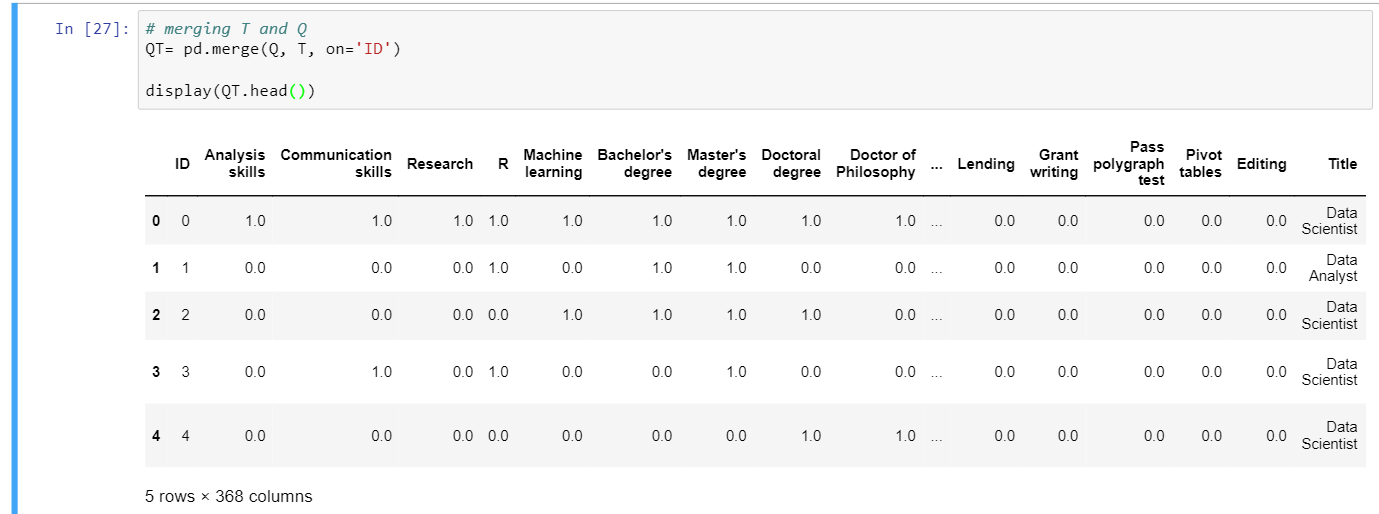 In [27]: # merging T and Q
QT= pd.merge(Q, T, on='ID')
display(QT.head())
ID Analysis skills Communication skills Research R Machine learning Bachelor's degree Master's degree Doctoral degree Doctor of Philosophy ... Lending Grant writing Pass polygraph test Pivot tables Editing Title
0 0 1.0 1.0 1.0 1.0 1.0 1.0 1.0 1.0 1.0 ... 0.0 0.0 0.0 0.0 0.0 Data Scientist
1 1 0.0 0.0 0.0 1.0 0.0 1.0 1.0 0.0 0.0 ... 0.0 0.0 0.0 0.0 0.0 Data Analyst
2 2 0.0 0.0 0.0 0.0 1.0 1.0 1.0 1.0 0.0 ... 0.0 0.0 0.0 0.0 0.0 Data Scientist
3 3 0.0 1.0 0.0 1.0 0.0 0.0 1.0 0.0 0.0 ... 0.0 0.0 0.0 0.0 0.0 Data Scientist
4 4 0.0 0.0 0.0 0.0 0.0 0.0 0.0 1.0 1.0 ... 0.0 0.0 0.0 0.0 0.0 Data Scientist
5 rows × 368 columns